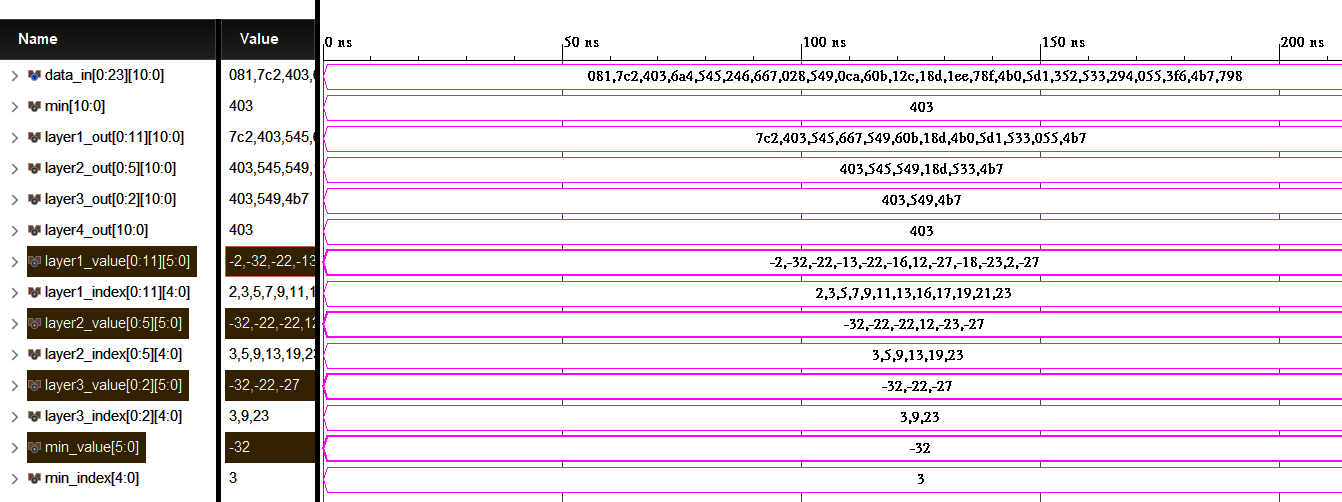 Name Value 0 ns 50 ns 100 ns 150 ns 200 ns
data_in[0:23][10:0] 081,7c2,403,6 081,7c2,403,6a4,545,246,667,028,549,0ca,60b,12c,18d,1ee,78f,4b0,5d1,352,533,294,055,3f6,4b7,798
min[10:0] 403 403
layer1_out[0:11][10:0] 7c2,403,545,6 7c2,403,545,667,549,60b,18d,4b0,5d1,533,055,4b7
layer2_out[0:5][10:0] 403,545,549, 403,545,549,18d,533,4b7
layer3_out[0:2][10:0] 403,549,4b7 403,549,4b7
layer4_out[10:0] 403 403
layer1_value[0:11][5:0] -2,-32,-22,-13 -2,-32,-22,-13,-22,-16,12,-27,-18,-23,2,-27
layer1_index[0:11][4:0] 2,3,5,7,9,11,1 2,3,5,7,9,11,13,16,17,19,21,23
layer2_value[0:5][5:0] -32,-22,-22,12 -32,-22,-22,12,-23,-27
layer2_index[0:5][4:0] 3,5,9,13,19,23 3,5,9,13,19,23
layer3_value[0:2][5:0] -32,-22,-27 -32,-22,-27
layer3_index[0:2][4:0] 3,9,23 3,9,23
min_value[5:0] -32 -32
min_index[4:0] 3 3